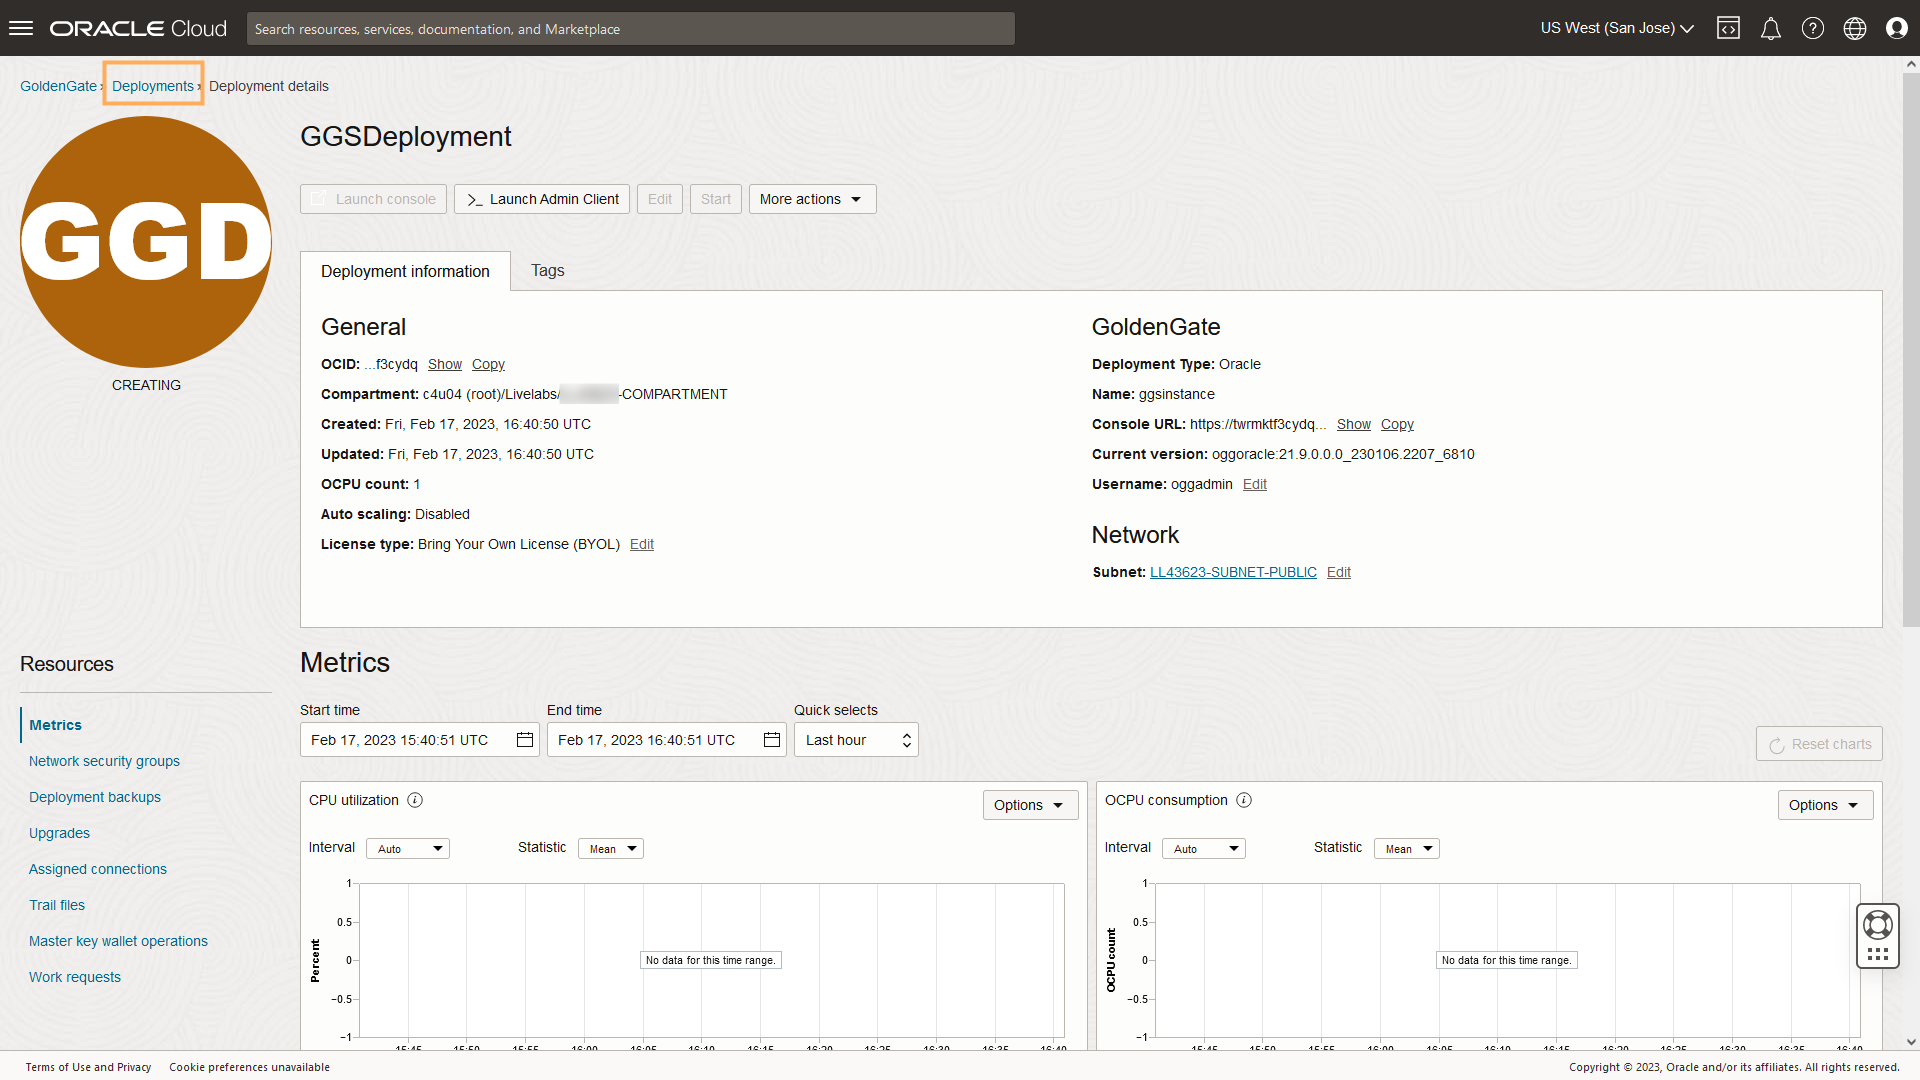 ORACLE Cloud
Search resources, services, documentation, and Marketplace
US West (San Jose)
GoldenGate » Deployments » Deployment details
GGD
CREATING
GGSDeployment
Launch console
>_ Launch Admin Client
Edit
Start
More actions
Deployment information
Tags
General
OCID: ...f3cydq Show Copy
Compartment: c4u04 (root)/Livelabs/ -COMPARTMENT
Created: Fri, Feb 17, 2023, 16:40:50 UTC
Updated: Fri, Feb 17, 2023, 16:40:50 UTC
OCPU count: 1
Auto scaling: Disabled
License type: Bring Your Own License (BYOL) Edit
GoldenGate
Deployment Type: Oracle
Name: ggsinstance
Console URL: https://twrmktf3cydq... Show Copy
Current version: oggoracle:21.9.0.0.0_230106.2207_6810
Username: oggadmin Edit
Network
Subnet: LL43623-SUBNET-PUBLIC Edit
Resources
Metrics
Network security groups
Deployment backups
Upgrades
Assigned connections
Trail files
Master key wallet operations
Work requests
Metrics
Start time
Feb 17, 2023 15:40:51 UTC
End time
Feb 17, 2023 16:40:51 UTC
Quick selects
Last hour
Reset charts
CPU utilization
Options
Interval Auto
Statistic Mean
Percent
1
0.5
0
−0.5
−1
No data for this time range.
15:45 15:50 15:55 16:00 16:05 16:10 16:15 16:20 16:25 16:30 16:35 16:40
OCPU consumption
Options
Interval Auto
Statistic Mean
OCPU count
1
0.5
0
−0.5
−1
No data for this time range.
15:45 15:50 15:55 16:00 16:05 16:10 16:15 16:20 16:25 16:30 16:35 16:40
Terms of Use and Privacy
Cookie preferences unavailable
Copyright © 2023, Oracle and/or its affiliates. All rights reserved.